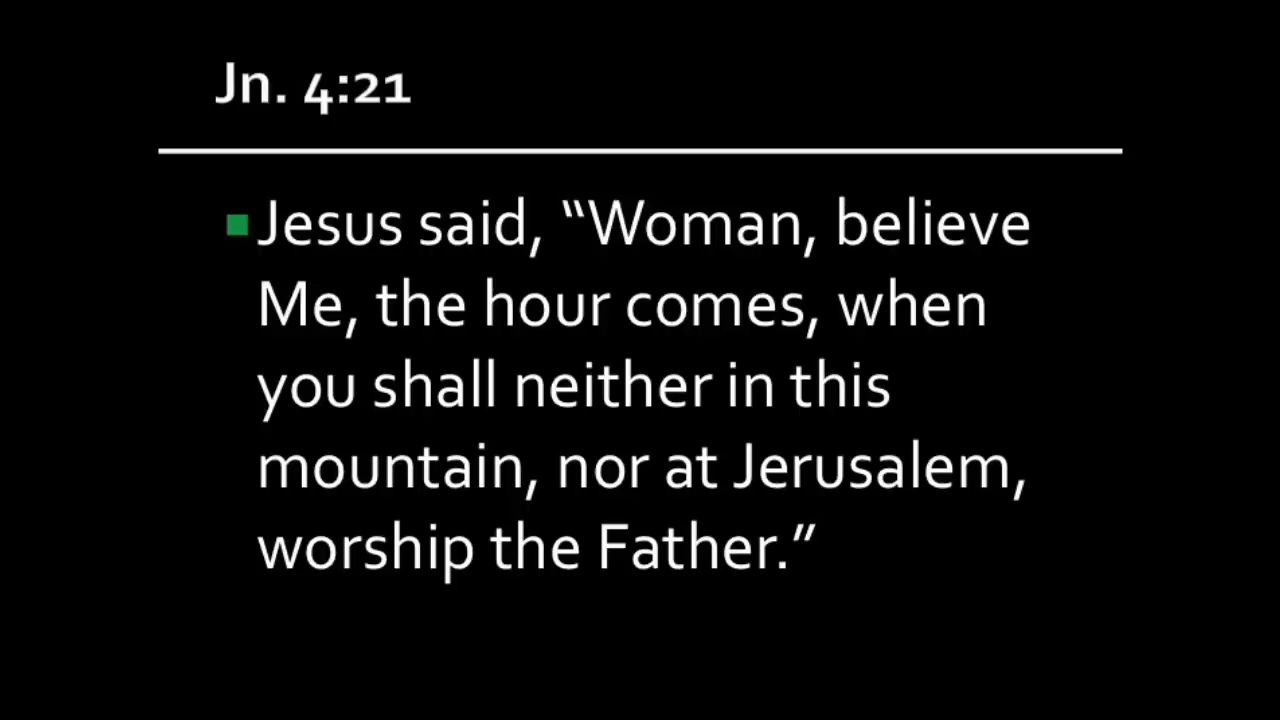 Jn. 4:21
Jesus said, “Woman, believe
Me, the hour comes, when
you shall neither in this
mountain, nor at Jerusalem,
worship the Father.”